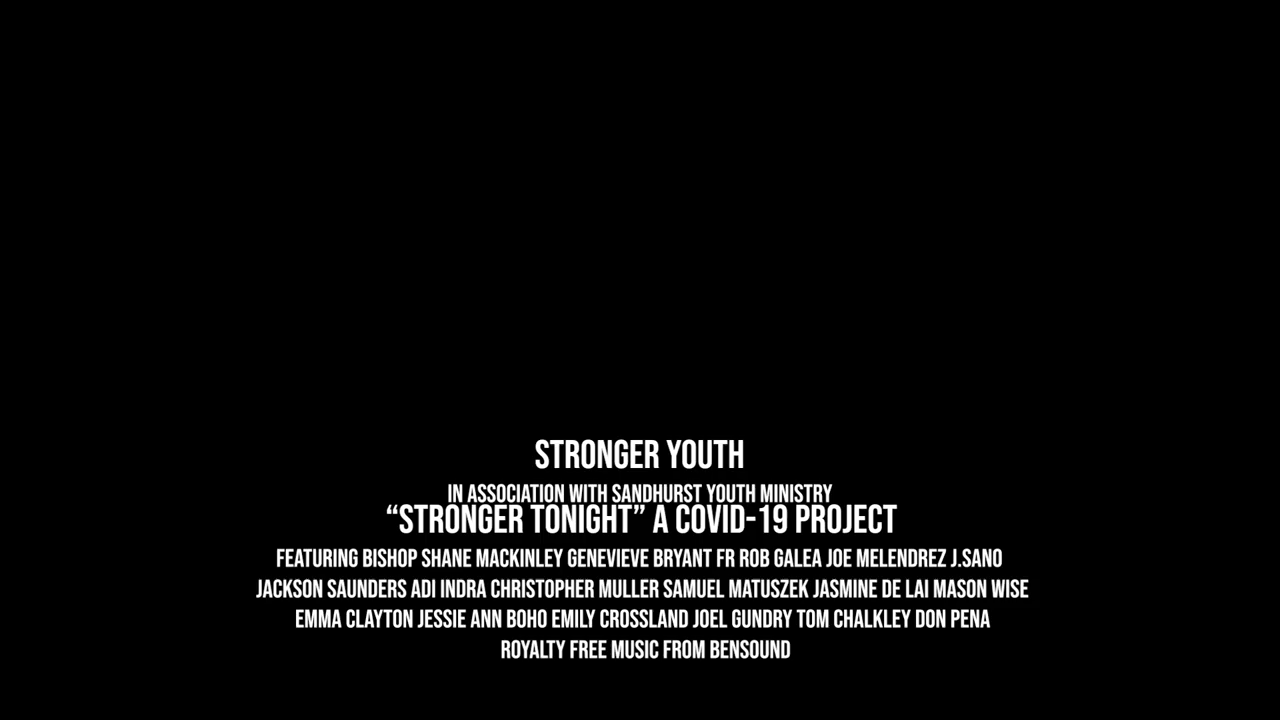 STRONGER YOUTH
IN ASSOCIATION WITH SANDHURST YOUTH MINISTRY
“STRONGER TONIGHT” A COVID-19 PROJECT
FEATURING BISHOP SHANE MACKINLEY GENEVIEVE BRYANT FR ROB GALEA JOE MELENDREZ J.SANO
JACKSON SAUNDERS ADI INDRA CHRISTOPHER MULLER SAMUEL MATUSZEK JASMINE DE LAI MASON WISE
EMMA CLAYTON JESSIE ANN BOHO EMILY CROSSLAND JOEL GUNDRY TOM CHALKLEY DON PENA
ROYALTY FREE MUSIC FROM BENSOUND